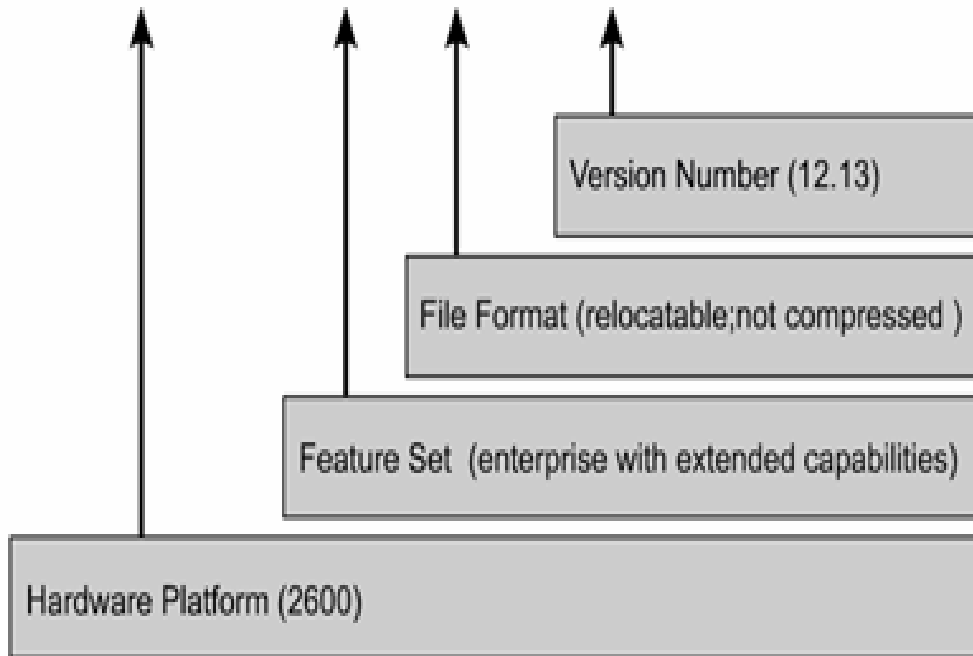 Version Number (12.13)
File Format (relocatable;not compressed )
Feature Set (enterprise with extended capabilities)
Hardware Platform (2600)